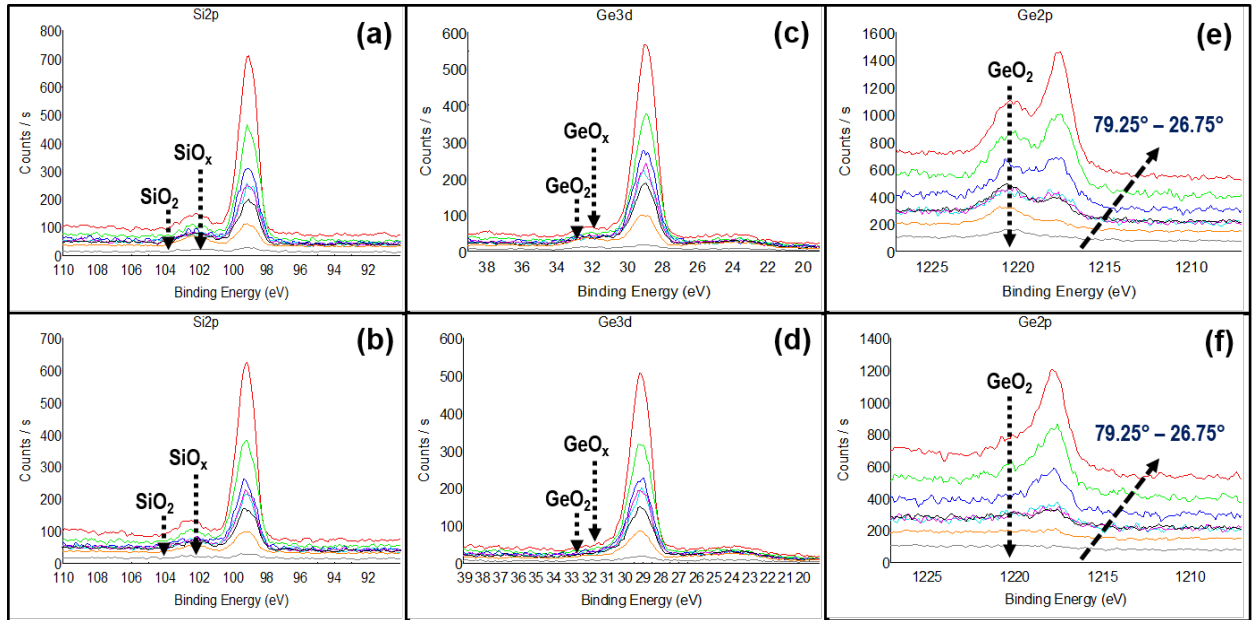 Si2p
(a)
Counts / s
800
700
600
500
400
300
200
100
0
SiO2
SiOx
110 108 106 104 102 99 98 96 94 92
Binding Energy (eV)
Ge3d
(c)
Counts / s
600
500
400
300
200
100
0
GeOx
GeO2
38 36 34 32 29 28 26 24 22 20
Binding Energy (eV)
Ge2p
(e)
Counts / s
1600
1400
1200
1000
800
600
400
200
0
GeO2
79.25° – 26.75°
1225 1220 1215 1210
Binding Energy (eV)
Si2p
(b)
Counts / s
700
600
500
400
300
200
100
0
SiOx
SiO2
110 108 106 104 102 99 98 96 94 92
Binding Energy (eV)
Ge3d
(d)
Counts / s
600
500
400
300
200
100
0
GeOx
GeO2
39 38 37 36 35 34 33 32 31 30 29 28 27 26 25 24 23 22 21 20
Binding Energy (eV)
Ge2p
(f)
Counts / s
1400
1200
1000
800
600
400
200
0
GeO2
79.25° – 26.75°
1225 1220 1215 1210
Binding Energy (eV)